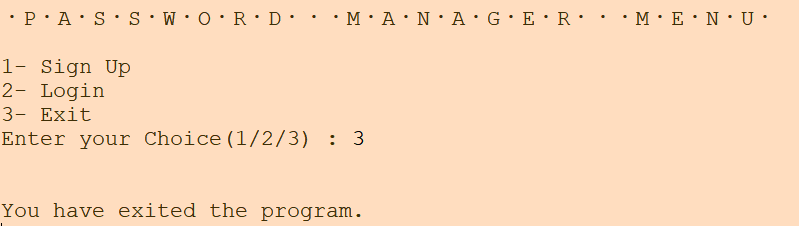 ·P·A·S·S·W·O·R·D· · ·M·A·N·A·G·E·R· · ·M·E·N·U·
1- Sign Up
2- Login
3- Exit
Enter your Choice(1/2/3) : 3
You have exited the program.